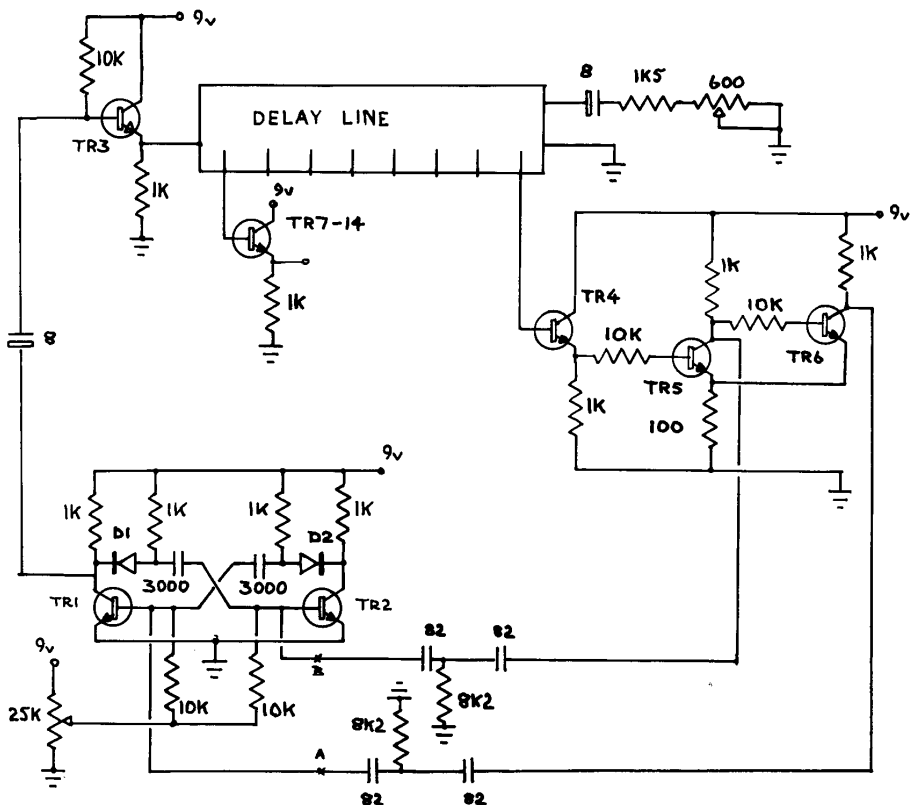 9v
10K
TR3
1K
DELAY LINE
8
1K5
600
9v
TR7-14
1K
8
9v
1K
1K
TR4
10K
10K
TR5
TR6
1K
100
9v
1K
1K
1K
1K
D1
D2
3000
3000
TR1
TR2
82
82
B
8K2
9v
25K
10K
10K
8K2
A
82
82